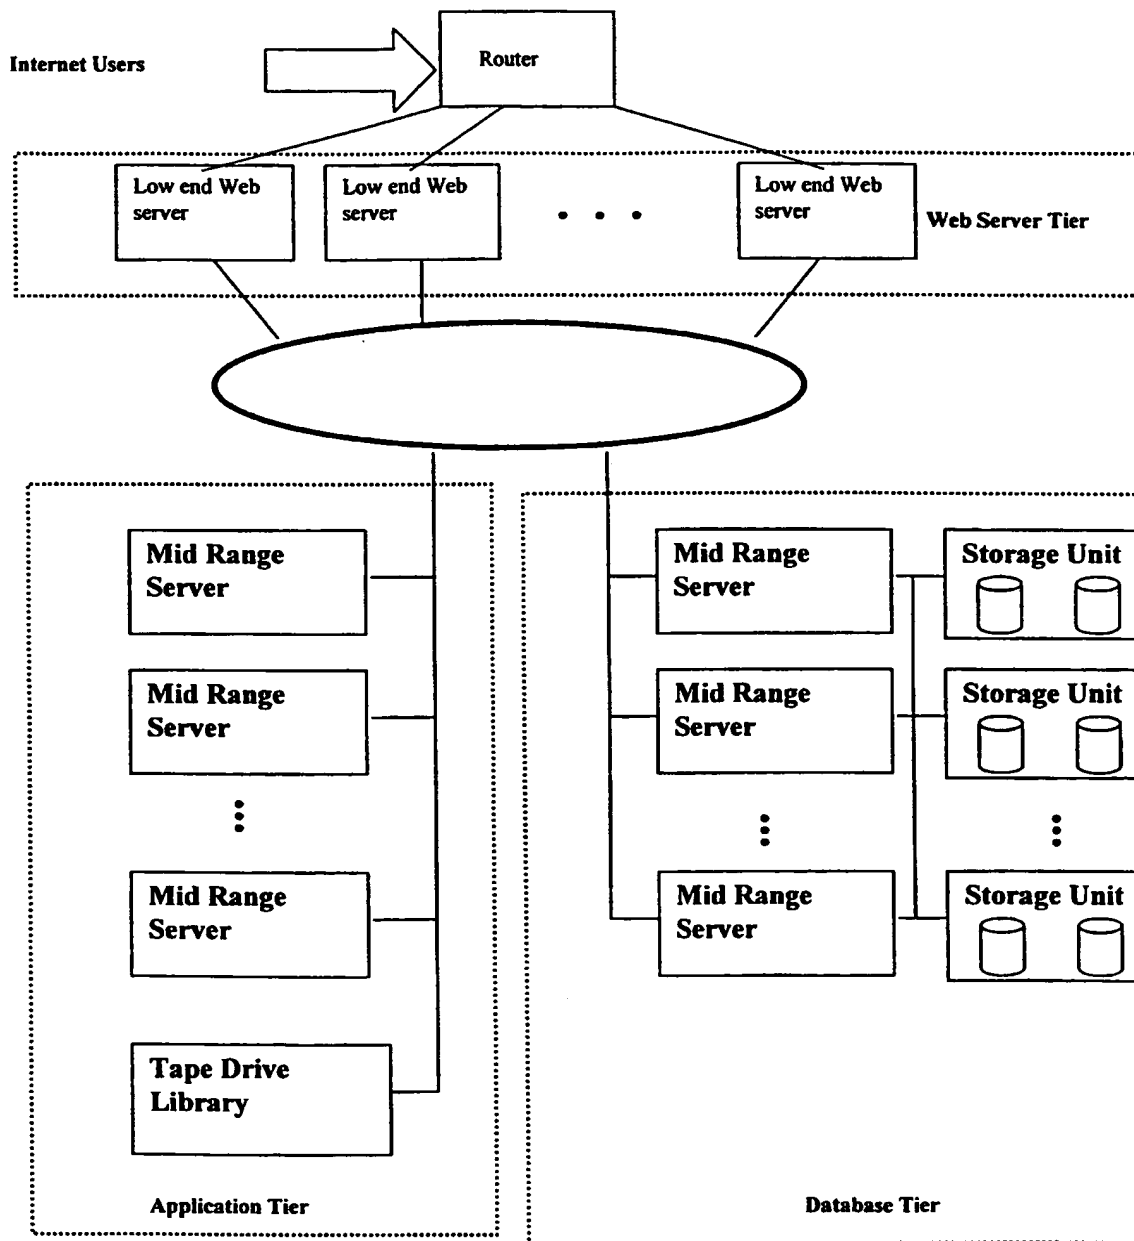 Internet Users
Router
Low end Web
server
Low end Web
server
Low end Web
server
Web Server Tier
Mid Range
Server
Mid Range
Server
Mid Range
Server
Tape Drive
Library
Application Tier
Mid Range
Server
Storage Unit
Mid Range
Server
Storage Unit
Mid Range
Server
Storage Unit
Database Tier